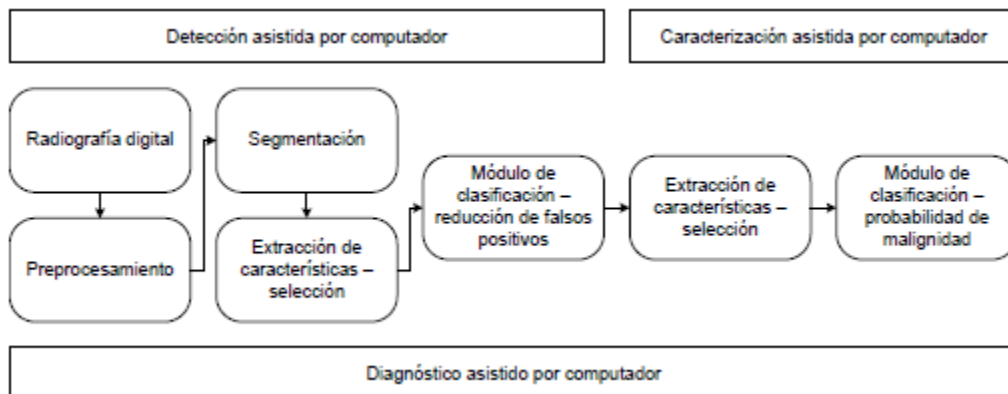 Detección asistida por computador
Caracterización asistida por computador
Radiografía digital
Preprocesamiento
Segmentación
Extracción de
características –
selección
Módulo de
clasificación –
reducción de falsos
positivos
Extracción de
características –
selección
Módulo de
clasificación –
probabilidad de
malignidad
Diagnóstico asistido por computador